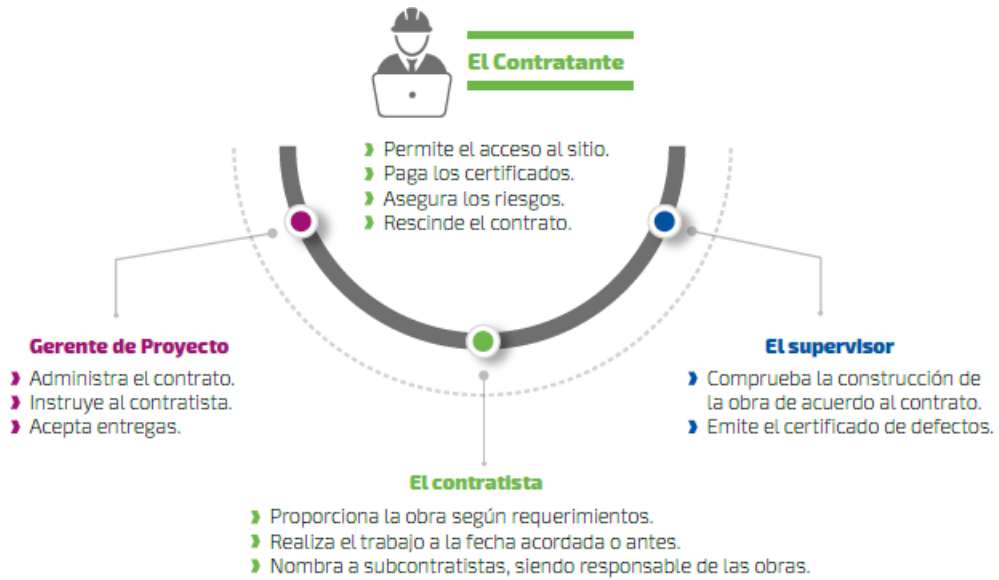 El Contratante
Permite el acceso al sitio.
Paga los certificados.
Asegura los riesgos.
Rescinde el contrato.
Gerente de Proyecto
Administra el contrato.
Instruye al contratista.
Acepta entregas.
El supervisor
Comprueba la construcción de
la obra de acuerdo al contrato.
Emite el certificado de defectos.
El contratista
Proporciona la obra según requerimientos.
Realiza el trabajo a la fecha acordada o antes.
Nombra a subcontratistas, siendo responsable de las obras.